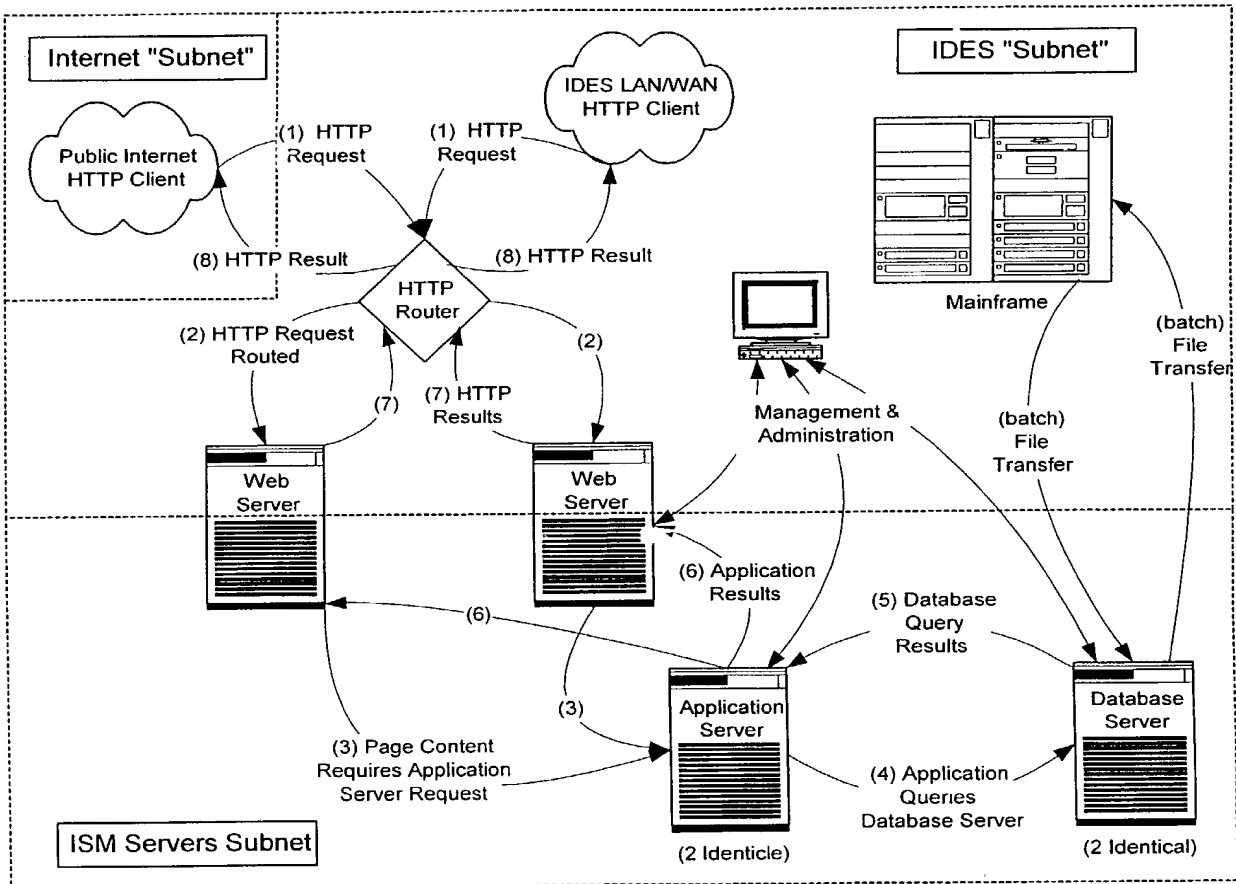 Internet "Subnet"
IDES "Subnet"
IDES LAN/WAN
HTTP Client
Public Internet
HTTP Client
(1) HTTP
Request
(1) HTTP
Request
(8) HTTP Result
(8) HTTP Result
HTTP
Router
Mainframe
(2) HTTP Request
Routed
(2)
(7)
(7) HTTP
Results
Management &
Administration
(batch)
File
Transfer
(batch)
File
Transfer
Web
Server
Web
Server
(6) Application
Results
(6)
(5) Database
Query
Results
(3)
Application
Server
Database
Server
(3) Page Content
Requires Application
Server Request
(4) Application
Queries
Database Server
ISM Servers Subnet
(2 Identicle)
(2 Identical)